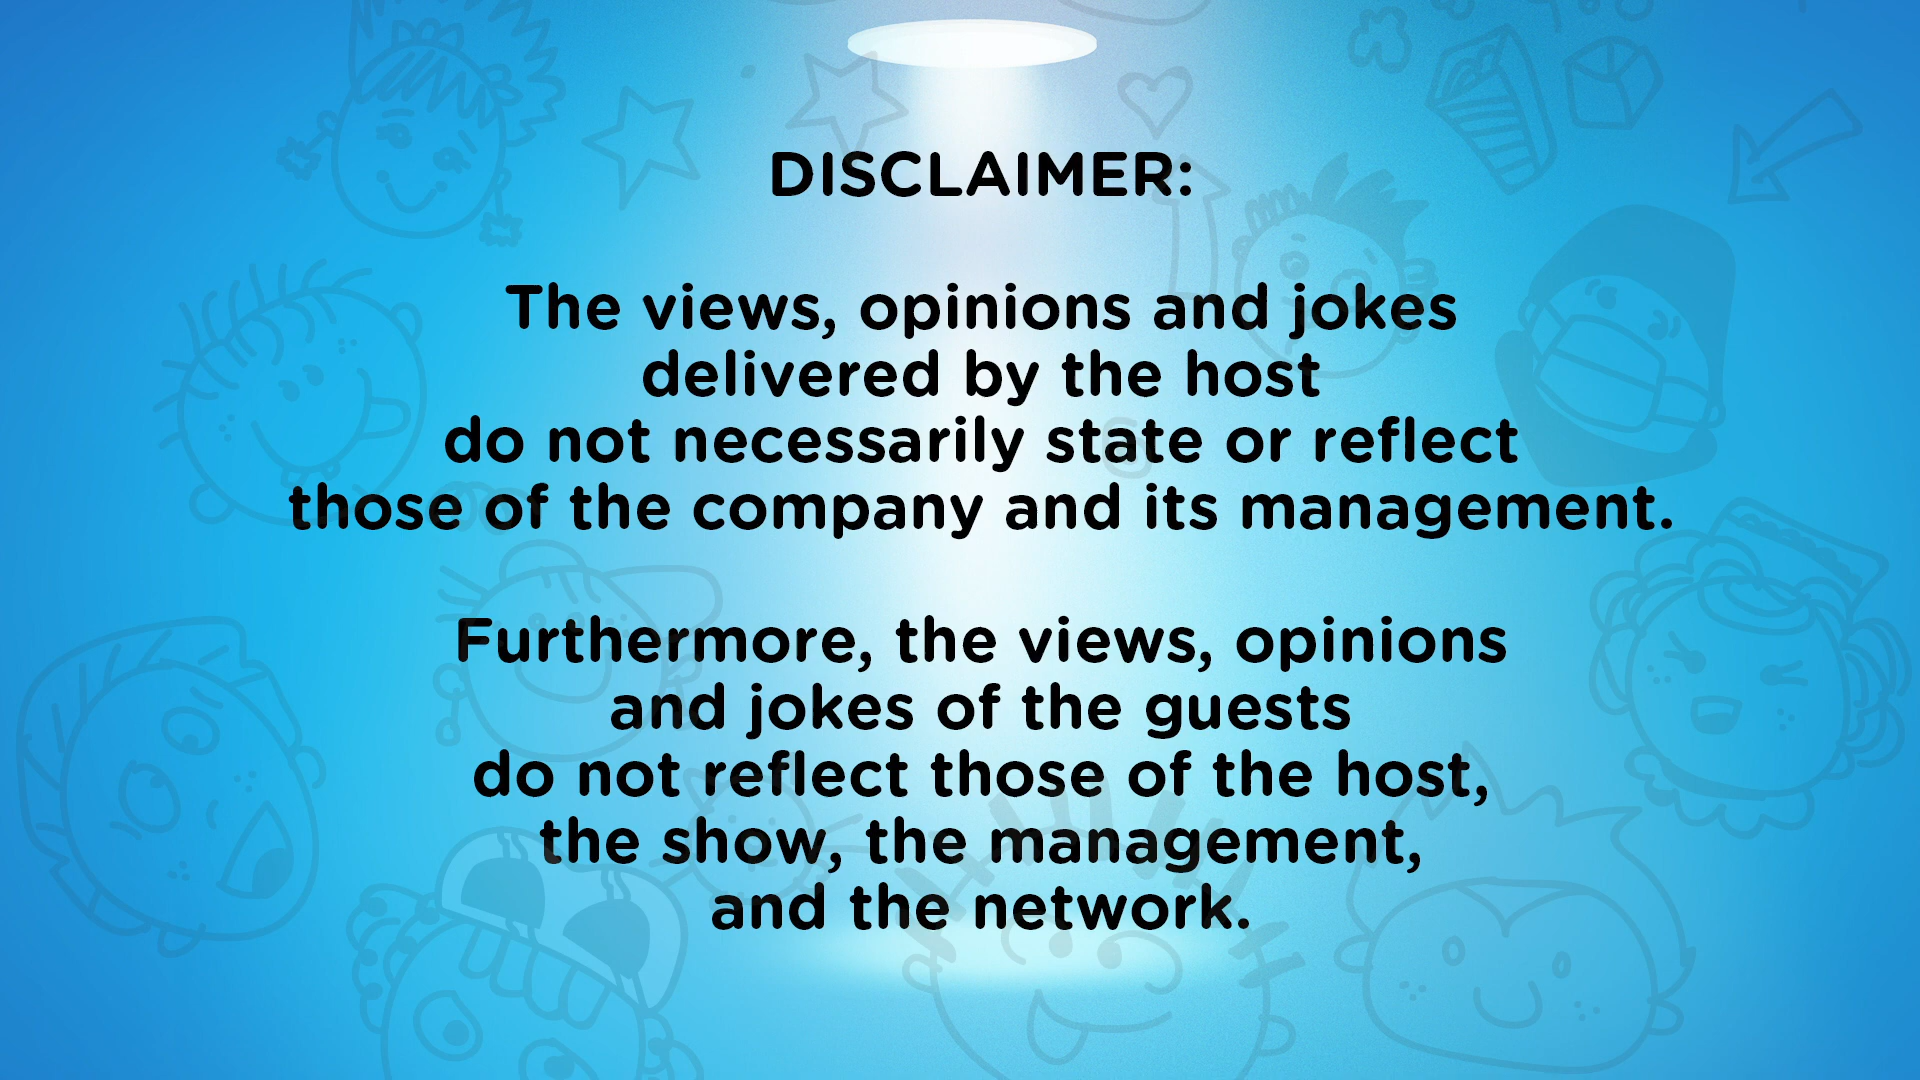 DISCLAIMER:
The views, opinions and jokes
delivered by the host
do not necessarily state or reflect
those of the company and its management.
Furthermore, the views, opinions
and jokes of the guests
do not reflect those of the host,
the show, the management,
and the network.